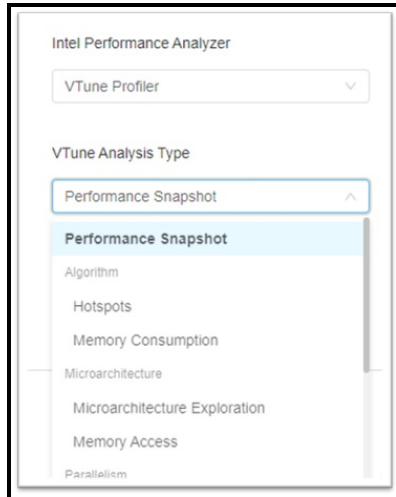 Intel Performance Analyzer
VTune Profiler
VTune Analysis Type
Performance Snapshot
Performance Snapshot
Algorithm
Hotspots
Memory Consumption
Microarchitecture
Microarchitecture Exploration
Memory Access
Parallelism